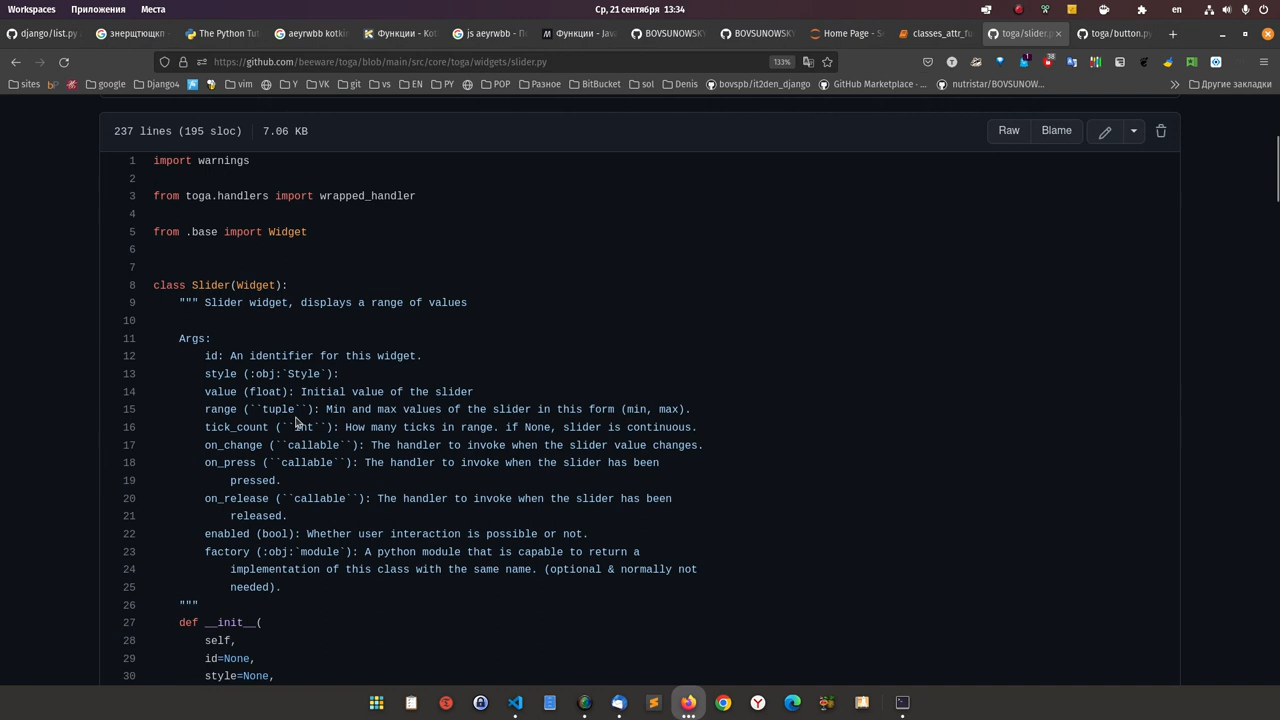 Workspaces Приложения Места Ср, 21 сентября 13:34 en
django/list.py знерштющкп The Python Tu aeyrwbb kotlin Функции - Kotl js aeyrwbb - По Функции - Java BOVSUNOWSKY BOVSUNOWSKY Home Page - Se classes_attr_fu toga/slider.p toga/button.py
https://github.com/beeware/toga/blob/main/src/core/toga/widgets/slider.py 133%
sites google Django4 vim Y VK git vs EN PY POP Разное BitBucket sol Denis bovspb/it2den_django GitHub Marketplace · ... nutristar/BOVSUNOW... Другие закладки
237 lines (195 sloc) 7.06 KB Raw Blame
1 import warnings
2
3 from toga.handlers import wrapped_handler
4
5 from .base import Widget
6
7
8 class Slider(Widget):
9 """ Slider widget, displays a range of values
10
11 Args:
12 id: An identifier for this widget.
13 style (:obj:`Style`):
14 value (float): Initial value of the slider
15 range (``tuple``): Min and max values of the slider in this form (min, max).
16 tick_count (``int``): How many ticks in range. if None, slider is continuous.
17 on_change (``callable``): The handler to invoke when the slider value changes.
18 on_press (``callable``): The handler to invoke when the slider has been
19 pressed.
20 on_release (``callable``): The handler to invoke when the slider has been
21 released.
22 enabled (bool): Whether user interaction is possible or not.
23 factory (:obj:`module`): A python module that is capable to return a
24 implementation of this class with the same name. (optional & normally not
25 needed).
26 """
27 def __init__(
28 self,
29 id=None,
30 style=None,